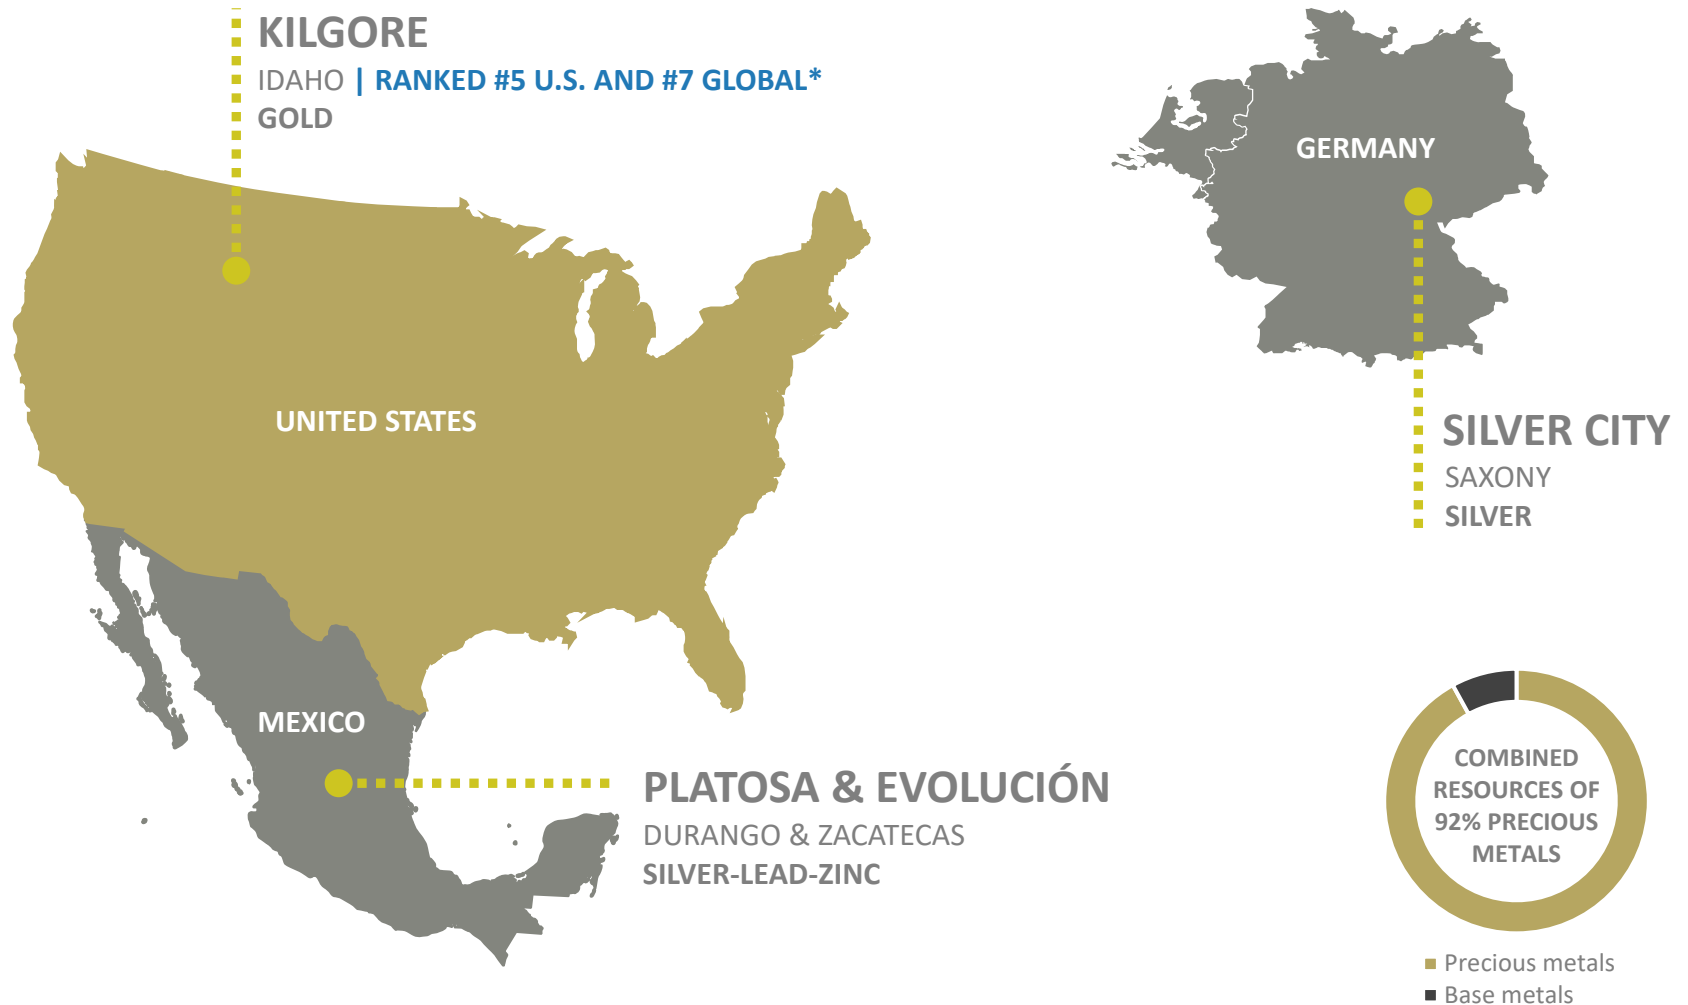 KILGORE
IDAHO | RANKED #5 U.S. AND #7 GLOBAL*
GOLD
UNITED STATES
MEXICO
PLATOSA & EVOLUCIÓN
DURANGO & ZACATECAS
SILVER-LEAD-ZINC
GERMANY
SILVER CITY
SAXONY
SILVER
COMBINED
RESOURCES OF
92% PRECIOUS
METALS
Precious metals
Base metals